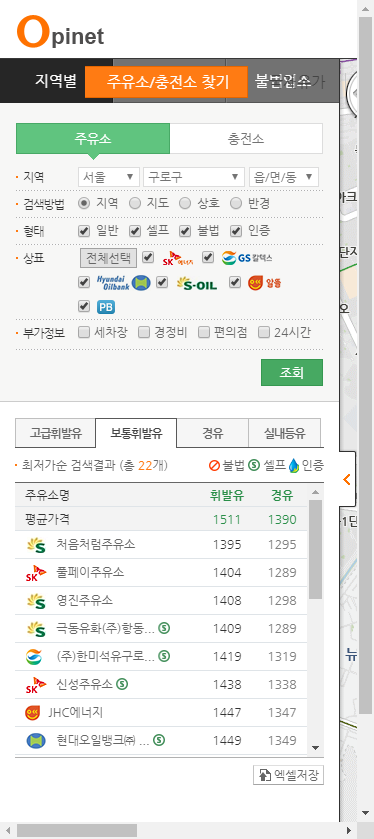 Opinet
지역별 주유소/충전소 찾기 불법업소
주유소 충전소
지역 서울 구로구 읍/면/동
검색방법 지역 지도 상호 반경
형태 일반 셀프 불법 인증
상표 전체선택 SK에너지 GS칼텍스
Hyundai Oilbank S-OIL 알뜰
PB
부가정보 세차장 경정비 편의점 24시간
조회
고급휘발유 보통휘발유 경유 실내등유
최저가순 검색결과 (총 22개) 불법 S 셀프 인증
주유소명 휘발유 경유
평균가격 1511 1390
처음처럼주유소 1395 1295
SK 풀페이주유소 1404 1289
영진주유소 1408 1298
극동유화(주)항동... S 1409 1289
(주)한미석유구로... S 1419 1319
SK 신성주유소 S 1438 1338
JHC에너지 1447 1347
현대오일뱅크㈜ ... S 1449 1349
엑셀저장